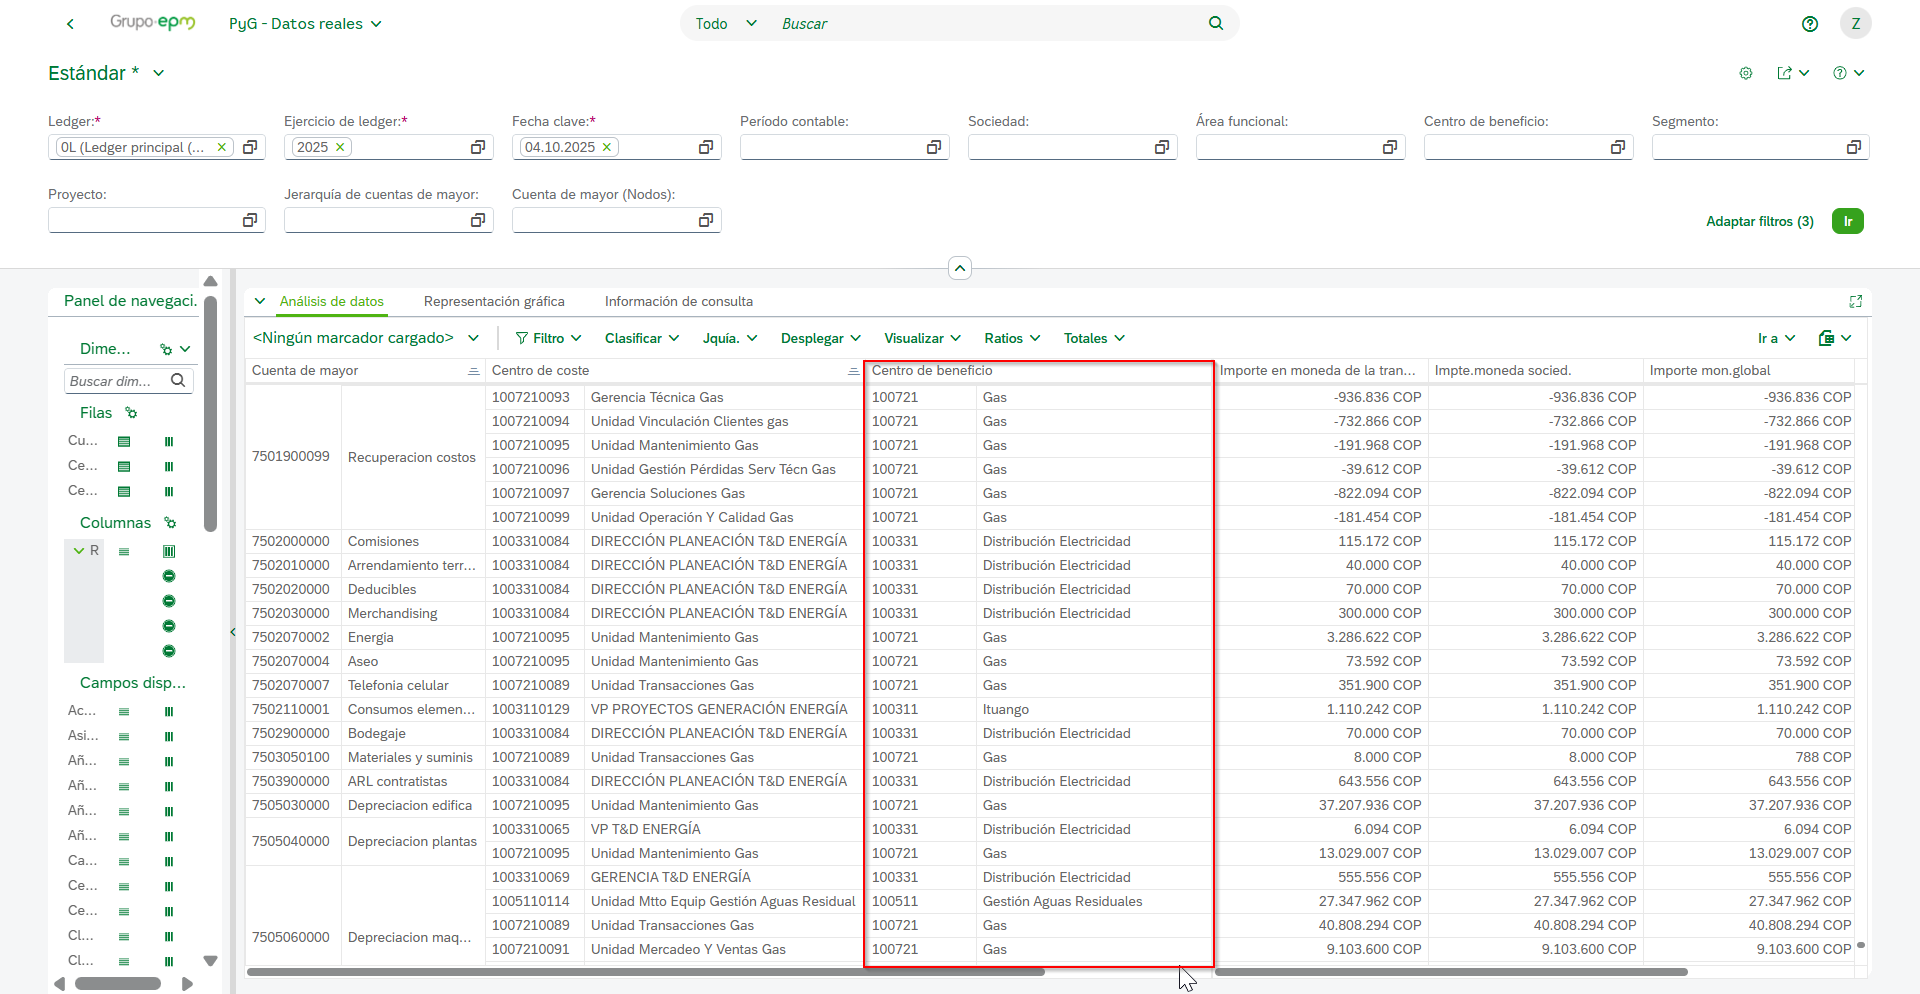 Grupo·epm
PyG - Datos reales
Todo
Buscar
Z
Estándar *
Ledger:*
Ejercicio de ledger:*
Fecha clave:*
Período contable:
Sociedad:
Área funcional:
Centro de beneficio:
Segmento:
0L (Ledger principal (...
2025
04.10.2025
Proyecto:
Jerarquía de cuentas de mayor:
Cuenta de mayor (Nodos):
Adaptar filtros (3)
Ir
Panel de navegaci.
Dime...
Buscar dim...
Filas
Cu...
Ce...
Ce...
Columnas
R
Campos disp...
Ac...
Asi...
Añ...
Añ...
Añ...
Añ...
Ca...
Ce...
Ce...
Cl...
Cl...
Análisis de datos
Representación gráfica
Información de consulta
<Ningún marcador cargado>
Filtro
Clasificar
Jquía.
Desplegar
Visualizar
Ratios
Totales
Ir a
Cuenta de mayor Centro de coste Centro de beneficio Importe en moneda de la tran... Impte.moneda socied. Importe mon.global
7501900099 Recuperacion costos
1007210093 Gerencia Técnica Gas 100721 Gas -936.836 COP -936.836 COP -936.836 COP
1007210094 Unidad Vinculación Clientes gas 100721 Gas -732.866 COP -732.866 COP -732.866 COP
1007210095 Unidad Mantenimiento Gas 100721 Gas -191.968 COP -191.968 COP -191.968 COP
1007210096 Unidad Gestión Pérdidas Serv Técn Gas 100721 Gas -39.612 COP -39.612 COP -39.612 COP
1007210097 Gerencia Soluciones Gas 100721 Gas -822.094 COP -822.094 COP -822.094 COP
1007210099 Unidad Operación Y Calidad Gas 100721 Gas -181.454 COP -181.454 COP -181.454 COP
7502000000 Comisiones 1003310084 DIRECCIÓN PLANEACIÓN T&D ENERGÍA 100331 Distribución Electricidad 115.172 COP 115.172 COP 115.172 COP
7502010000 Arrendamiento terr... 1003310084 DIRECCIÓN PLANEACIÓN T&D ENERGÍA 100331 Distribución Electricidad 40.000 COP 40.000 COP 40.000 COP
7502020000 Deducibles 1003310084 DIRECCIÓN PLANEACIÓN T&D ENERGÍA 100331 Distribución Electricidad 70.000 COP 70.000 COP 70.000 COP
7502030000 Merchandising 1003310084 DIRECCIÓN PLANEACIÓN T&D ENERGÍA 100331 Distribución Electricidad 300.000 COP 300.000 COP 300.000 COP
7502070002 Energia 1007210095 Unidad Mantenimiento Gas 100721 Gas 3.286.622 COP 3.286.622 COP 3.286.622 COP
7502070004 Aseo 1007210095 Unidad Mantenimiento Gas 100721 Gas 73.592 COP 73.592 COP 73.592 COP
7502070007 Telefonia celular 1007210089 Unidad Transacciones Gas 100721 Gas 351.900 COP 351.900 COP 351.900 COP
7502110001 Consumos elemen... 1003110129 VP PROYECTOS GENERACIÓN ENERGÍA 100311 Ituango 1.110.242 COP 1.110.242 COP 1.110.242 COP
7502900000 Bodegaje 1003310084 DIRECCIÓN PLANEACIÓN T&D ENERGÍA 100331 Distribución Electricidad 70.000 COP 70.000 COP 70.000 COP
7503050100 Materiales y suminis 1007210089 Unidad Transacciones Gas 100721 Gas 8.000 COP 8.000 COP 788 COP
7503900000 ARL contratistas 1003310084 DIRECCIÓN PLANEACIÓN T&D ENERGÍA 100331 Distribución Electricidad 643.556 COP 643.556 COP 643.556 COP
7505030000 Depreciacion edifica 1007210095 Unidad Mantenimiento Gas 100721 Gas 37.207.936 COP 37.207.936 COP 37.207.936 COP
7505040000 Depreciacion plantas
1003310065 VP T&D ENERGÍA 100331 Distribución Electricidad 6.094 COP 6.094 COP 6.094 COP
1007210095 Unidad Mantenimiento Gas 100721 Gas 13.029.007 COP 13.029.007 COP 13.029.007 COP
7505060000 Depreciacion maq...
1003310069 GERENCIA T&D ENERGÍA 100331 Distribución Electricidad 555.556 COP 555.556 COP 555.556 COP
1005110114 Unidad Mtto Equip Gestión Aguas Residual 100511 Gestión Aguas Residuales 27.347.962 COP 27.347.962 COP 27.347.962 COP
1007210089 Unidad Transacciones Gas 100721 Gas 40.808.294 COP 40.808.294 COP 40.808.294 COP
1007210091 Unidad Mercadeo Y Ventas Gas 100721 Gas 9.103.600 COP 9.103.600 COP 9.103.600 COP